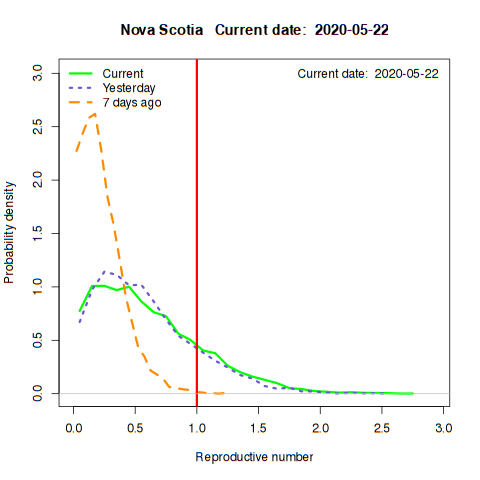 Nova Scotia   Current date:  2020-05-22
Current
Yesterday
7 days ago
Current date:  2020-05-22
Probability density
3.0
2.5
2.0
1.5
1.0
0.5
0.0
0.0 0.5 1.0 1.5 2.0 2.5 3.0
Reproductive number